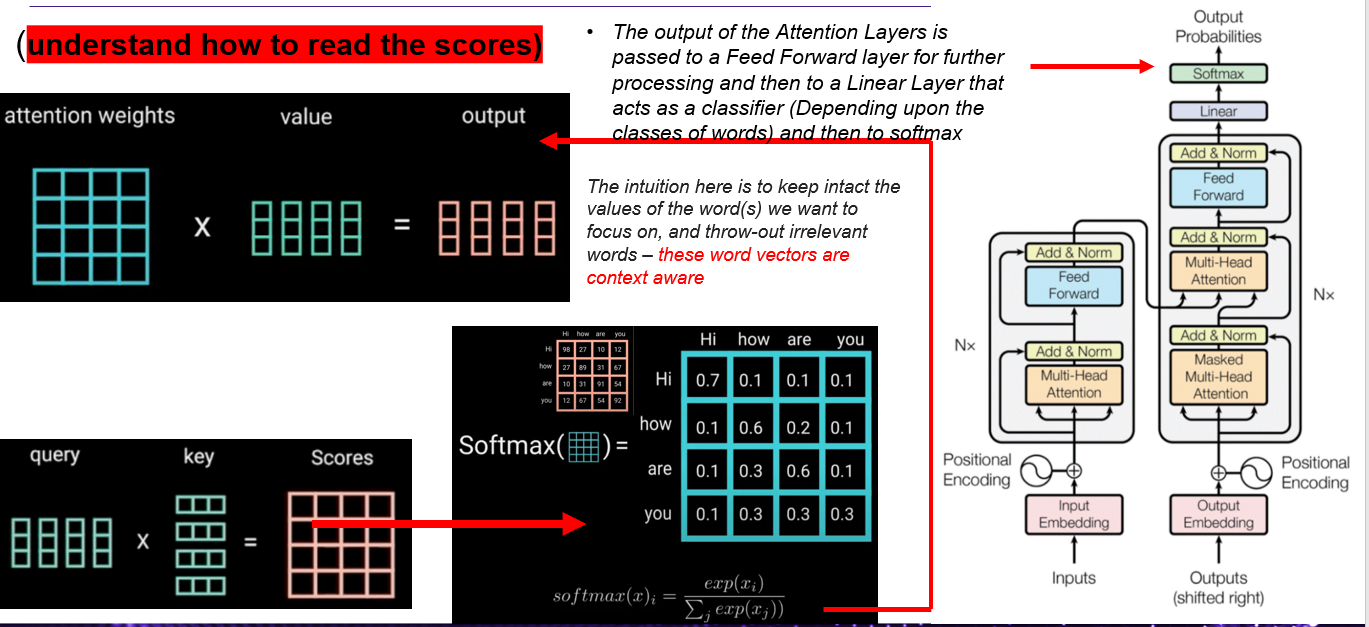 (understand how to read the scores)
• The output of the Attention Layers is
passed to a Feed Forward layer for further
processing and then to a Linear Layer that
acts as a classifier (Depending upon the
classes of words) and then to softmax
attention weights value output
x =
The intuition here is to keep intact the
values of the word(s) we want to
focus on, and throw-out irrelevant
words – these word vectors are
context aware
query key Scores
x =
Hi how are you
Hi 98 27 10 12
how 27 89 31 67
are 10 31 91 54
you 12 67 54 92
Softmax( ) =
Hi how are you
Hi 0.7 0.1 0.1 0.1
how 0.1 0.6 0.2 0.1
are 0.1 0.3 0.6 0.1
you 0.1 0.3 0.3 0.3
softmax(x)i = exp(xi)
∑j exp(xj))
Output
Probabilities
Softmax
Linear
Add & Norm
Feed
Forward
Add & Norm
Multi-Head
Attention
Nx
Add & Norm
Masked
Multi-Head
Attention
Add & Norm
Feed
Forward
Nx
Add & Norm
Multi-Head
Attention
Positional
Encoding
Positional
Encoding
Input
Embedding
Output
Embedding
Inputs
Outputs
(shifted right)